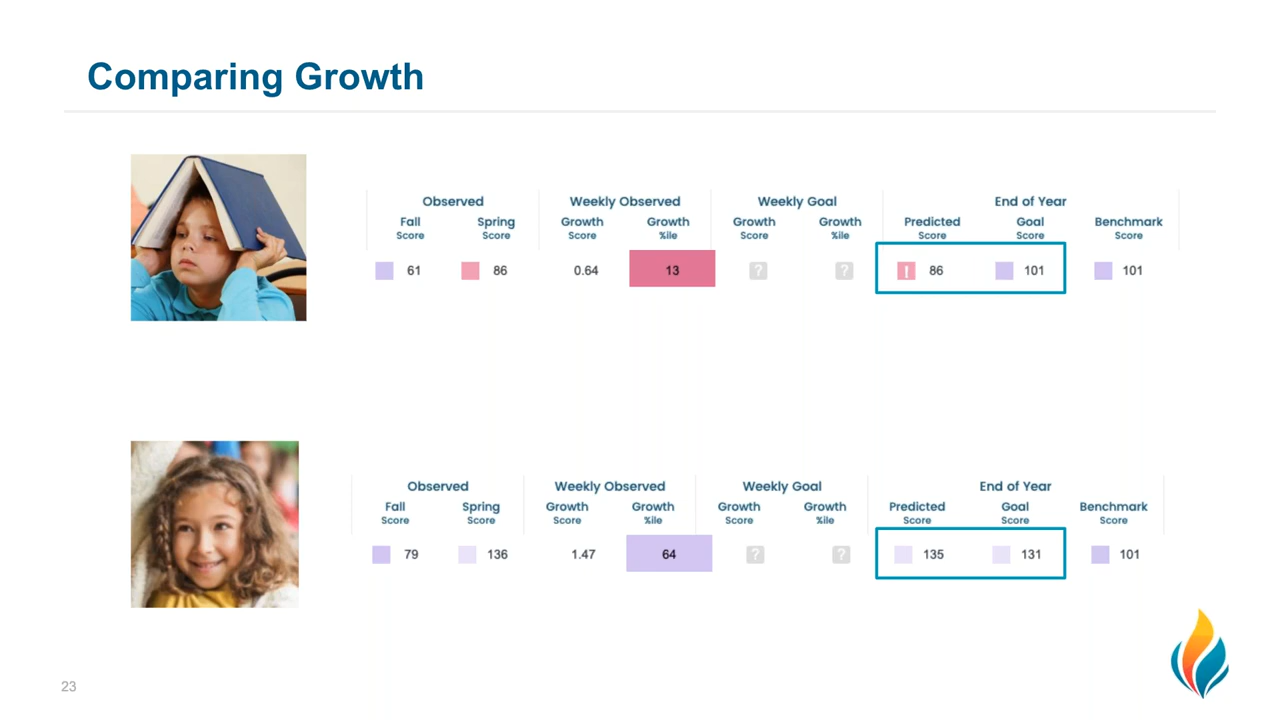 Comparing Growth
Observed Weekly Observed Weekly Goal End of Year
Fall Spring Growth Growth Growth Growth Predicted Goal Benchmark
Score Score Score %ile Score %ile Score Score Score
61 86 0.64 13 ? ? ! 86 101 101
Observed Weekly Observed Weekly Goal End of Year
Fall Spring Growth Growth Growth Growth Predicted Goal Benchmark
Score Score Score %ile Score %ile Score Score Score
79 136 1.47 64 ? ? 135 131 101
23